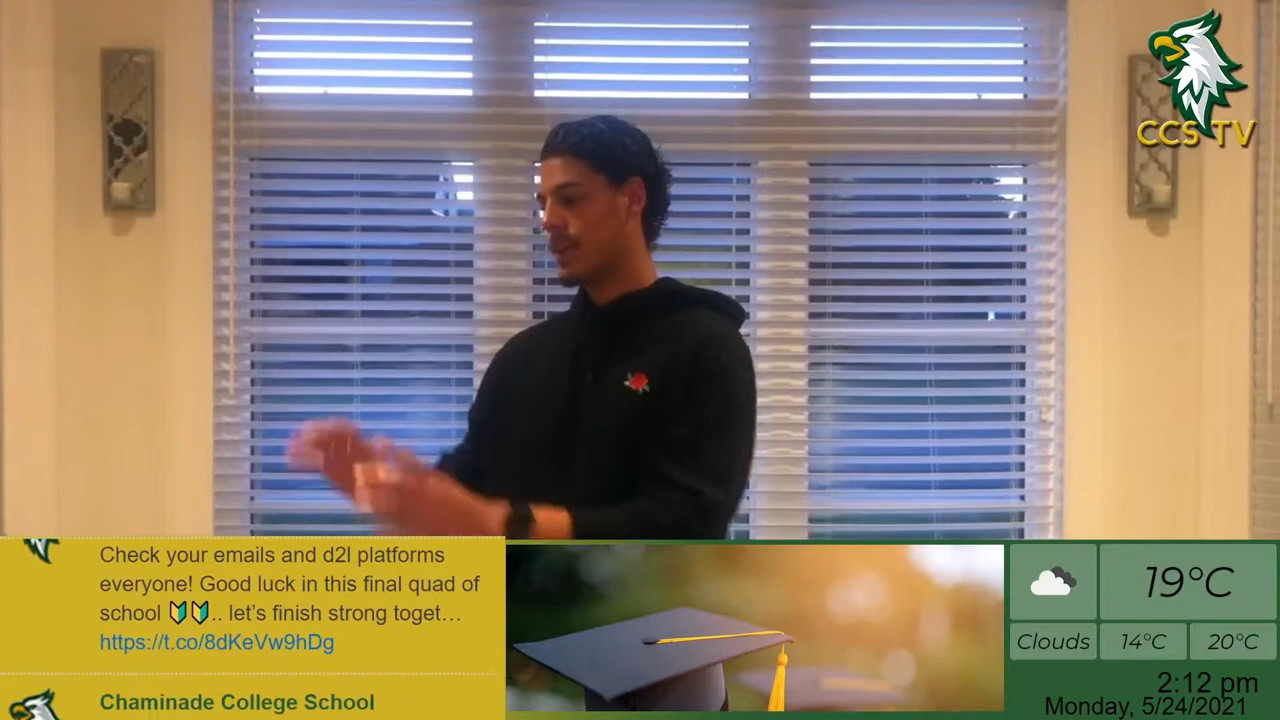 CCS TV
Check your emails and d2l platforms
everyone! Good luck in this final quad of
school 🔰🔰.. let's finish strong toget…
https://t.co/8dKeVw9hDg
Chaminade College School
19°C
Clouds
14°C
20°C
2:12 pm
Monday, 5/24/2021